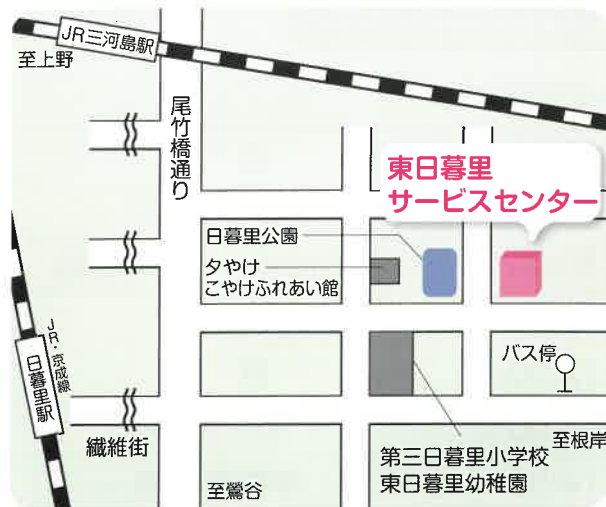 JR三河島駅
至上野
尾竹橋通り
東日暮里
サービスセンター
日暮里公園
夕やけ
こやけふれあい館
JR・京成線
日暮里駅
バス停
繊維街
至根岸
第三日暮里小学校
東日暮里幼稚園
至鶯谷